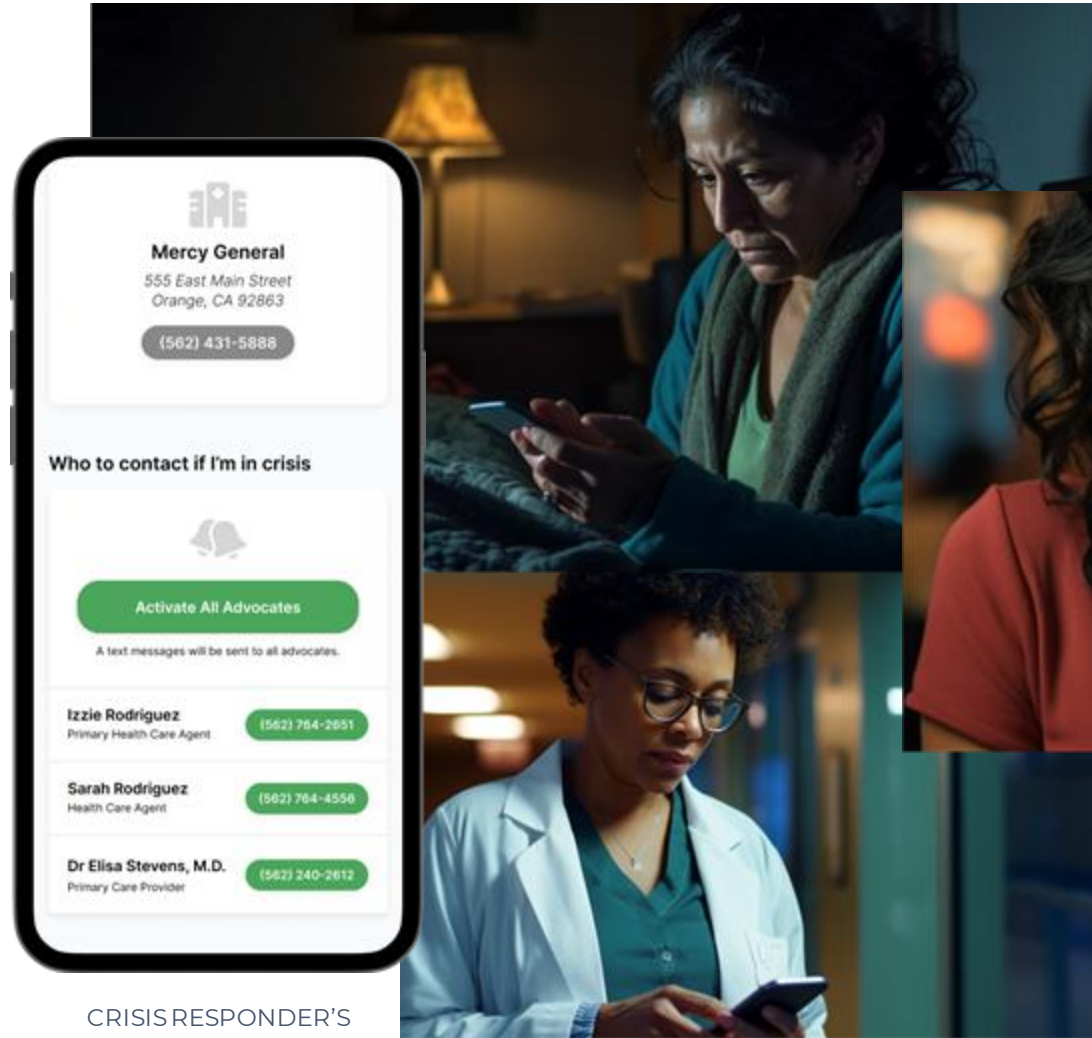 Mercy General
555 East Main Street
Orange, CA 92863
(562) 431-5888
Who to contact if I'm in crisis
Activate All Advocates
A text messages will be sent to all advocates.
Izzie Rodriguez
Primary Health Care Agent
(562) 764-2651
Sarah Rodriguez
Health Care Agent
(562) 764-4556
Dr Elisa Stevens, M.D.
Primary Care Provider
(562) 240-2612
CRISIS RESPONDER’S